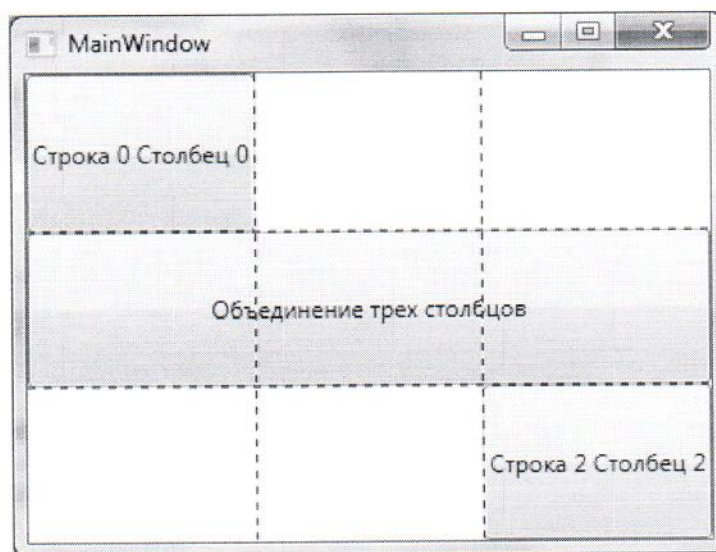 MainWindow
Строка 0 Столбец 0
Объединение трех столбцов
Строка 2 Столбец 2